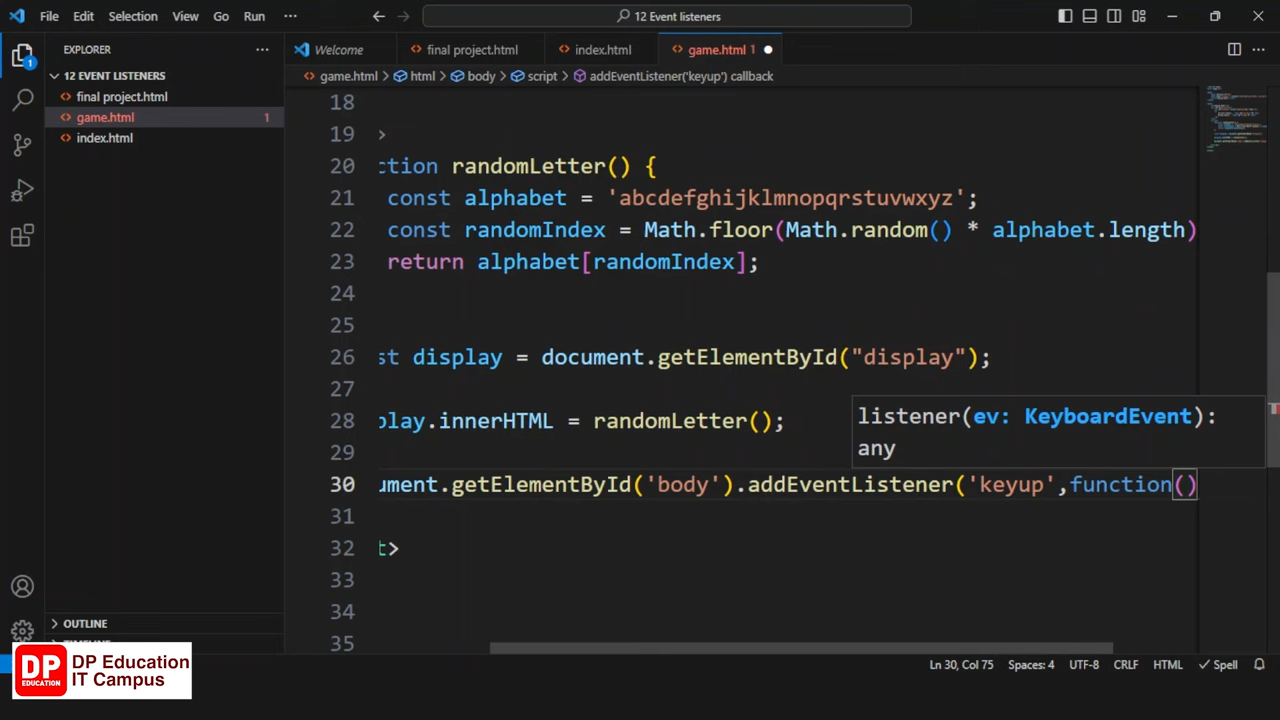 File Edit Selection View Go Run ···
12 Event listeners
EXPLORER ···
12 EVENT LISTENERS
final project.html
game.html 1
index.html
1
OUTLINE
Welcome
final project.html
index.html
game.html 1
game.html > html > body > script > addEventListener('keyup') callback
18
19 >
20 ction randomLetter() {
21 const alphabet = 'abcdefghijklmnopqrstuvwxyz';
22 const randomIndex = Math.floor(Math.random() * alphabet.length)
23 return alphabet[randomIndex];
24
25
26 st display = document.getElementById("display");
27
28 play.innerHTML = randomLetter();
29
30 ument.getElementById('body').addEventListener('keyup',function()
31
32 t>
33
34
35
listener(ev: KeyboardEvent):
any
DP
EDUCATION
DP Education
IT Campus
Ln 30, Col 75 Spaces: 4 UTF-8 CRLF HTML Spell